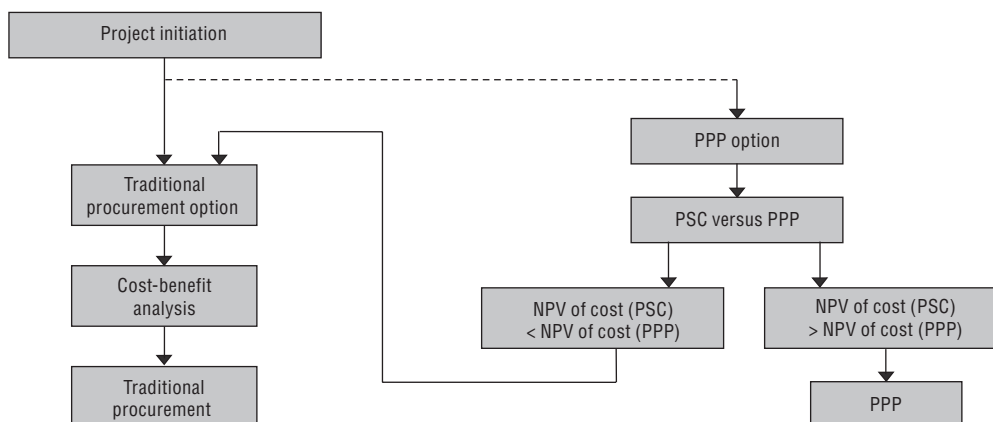 Project initiation
PPP option
Traditional
procurement option
PSC versus PPP
Cost-benefit
analysis
NPV of cost (PSC)
< NPV of cost (PPP)
NPV of cost (PSC)
> NPV of cost (PPP)
Traditional
procurement
PPP